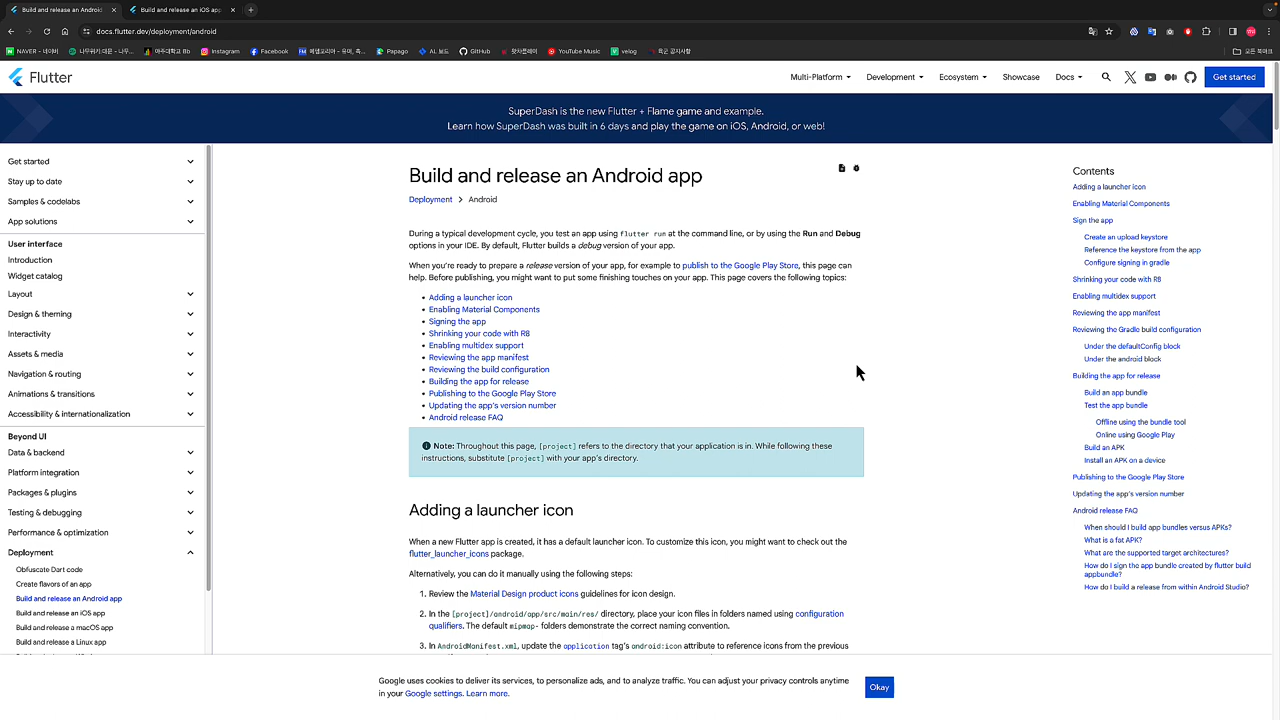 Build and release an Android
Build and release an iOS app
docs.flutter.dev/deployment/android
NAVER - 네이버
Instagram
Facebook
Papago
AI, 보드
GitHub
왓차플레이
YouTube Music
velog
육군 공지사항
모든 북마크
Flutter
Multi-Platform
Development
Ecosystem
Showcase
Docs
Get started
SuperDash is the new Flutter + Flame game and example.
Learn how SuperDash was built in 6 days and play the game on iOS, Android, or web!
Get started
Stay up to date
Samples & codelabs
App solutions
User interface
Introduction
Widget catalog
Layout
Design & theming
Interactivity
Assets & media
Navigation & routing
Animations & transitions
Accessibility & internationalization
Beyond UI
Data & backend
Platform integration
Packages & plugins
Testing & debugging
Performance & optimization
Deployment
Obfuscate Dart code
Create flavors of an app
Build and release an Android app
Build and release an iOS app
Build and release a macOS app
Build and release a Linux app
Build and release an Android app
Deployment > Android
During a typical development cycle, you test an app using flutter run at the command line, or by using the Run and Debug
options in your IDE. By default, Flutter builds a debug version of your app.
When you're ready to prepare a release version of your app, for example to publish to the Google Play Store, this page can
help. Before publishing, you might want to put some finishing touches on your app. This page covers the following topics:
• Adding a launcher icon
• Enabling Material Components
• Signing the app
• Shrinking your code with R8
• Enabling multidex support
• Reviewing the app manifest
• Reviewing the build configuration
• Building the app for release
• Publishing to the Google Play Store
• Updating the app's version number
• Android release FAQ
Note: Throughout this page, [project] refers to the directory that your application is in. While following these
instructions, substitute [project] with your app's directory.
Adding a launcher icon
When a new Flutter app is created, it has a default launcher icon. To customize this icon, you might want to check out the
flutter_launcher_icons package.
Alternatively, you can do it manually using the following steps:
1. Review the Material Design product icons guidelines for icon design.
2. In the [project]/android/app/src/main/res/ directory, place your icon files in folders named using configuration
qualifiers. The default mipmap- folders demonstrate the correct naming convention.
3. In AndroidManifest.xml, update the application tag's android:icon attribute to reference icons from the previous
Contents
Adding a launcher icon
Enabling Material Components
Sign the app
Create an upload keystore
Reference the keystore from the app
Configure signing in gradle
Shrinking your code with R8
Enabling multidex support
Reviewing the app manifest
Reviewing the Gradle build configuration
Under the defaultConfig block
Under the android block
Building the app for release
Build an app bundle
Test the app bundle
Offline using the bundle tool
Online using Google Play
Build an APK
Install an APK on a device
Publishing to the Google Play Store
Updating the app's version number
Android release FAQ
When should I build app bundles versus APKs?
What is a fat APK?
What are the supported target architectures?
How do I sign the app bundle created by flutter build
appbundle?
How do I build a release from within Android Studio?
Google uses cookies to deliver its services, to personalize ads, and to analyze traffic. You can adjust your privacy controls anytime
in your Google settings. Learn more.
Okay